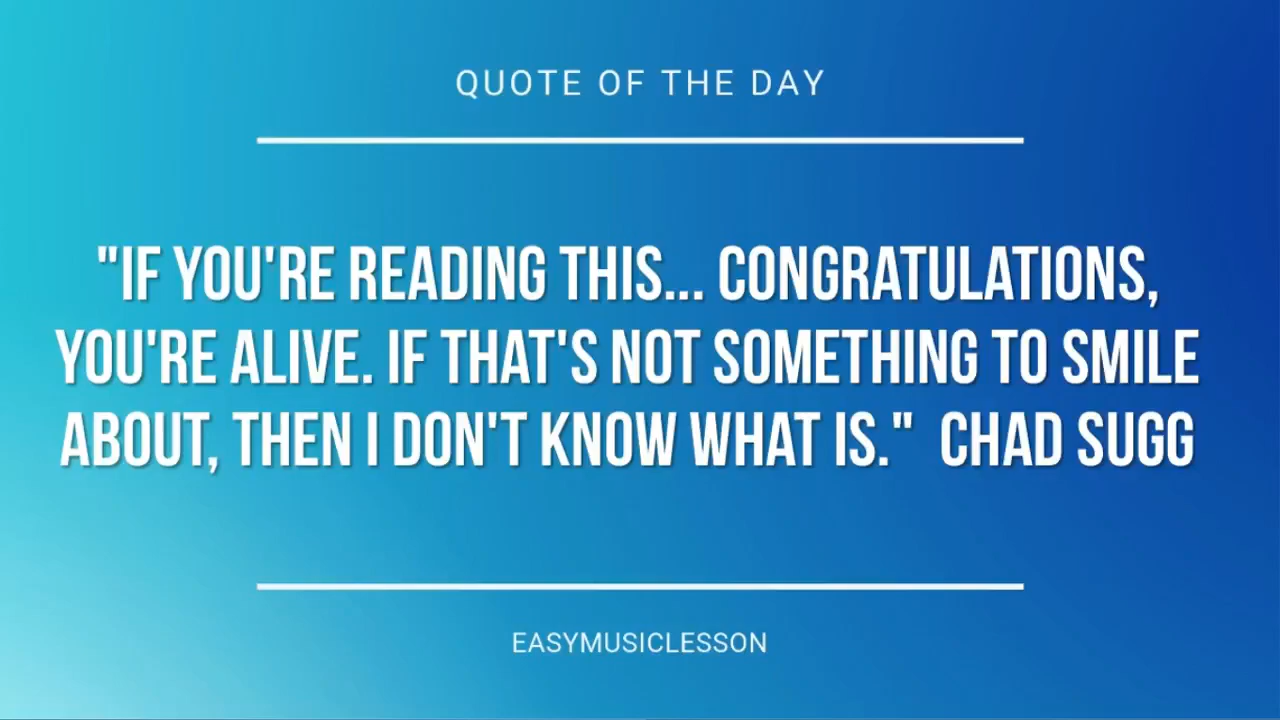 QUOTE OF THE DAY
"IF YOU'RE READING THIS... CONGRATULATIONS,
YOU'RE ALIVE. IF THAT'S NOT SOMETHING TO SMILE
ABOUT, THEN I DON'T KNOW WHAT IS."  CHAD SUGG
EASYMUSICLESSON